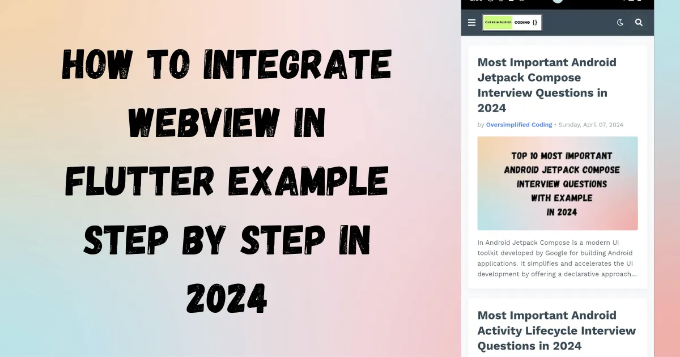 HOW TO INTEGRATE
WEBVIEW IN
FLUTTER EXAMPLE
STEP BY STEP IN
2024
CODING {}
Most Important Android
Jetpack Compose
Interview Questions in
2024
by Oversimplified Coding • Sunday, April 07, 2024
TOP 10 MOST IMPORTANT
ANDROID JETPACK COMPOSE
INTERVIEW QUESTIONS
WITH EXAMPLE
IN 2024
In Android Jetpack Compose is a modern UI
toolkit developed by Google for building Android
applications. It simplifies and accelerates the UI
development by offering a declarative approach...
Most Important Android
Activity Lifecycle Interview
Questions in 2024